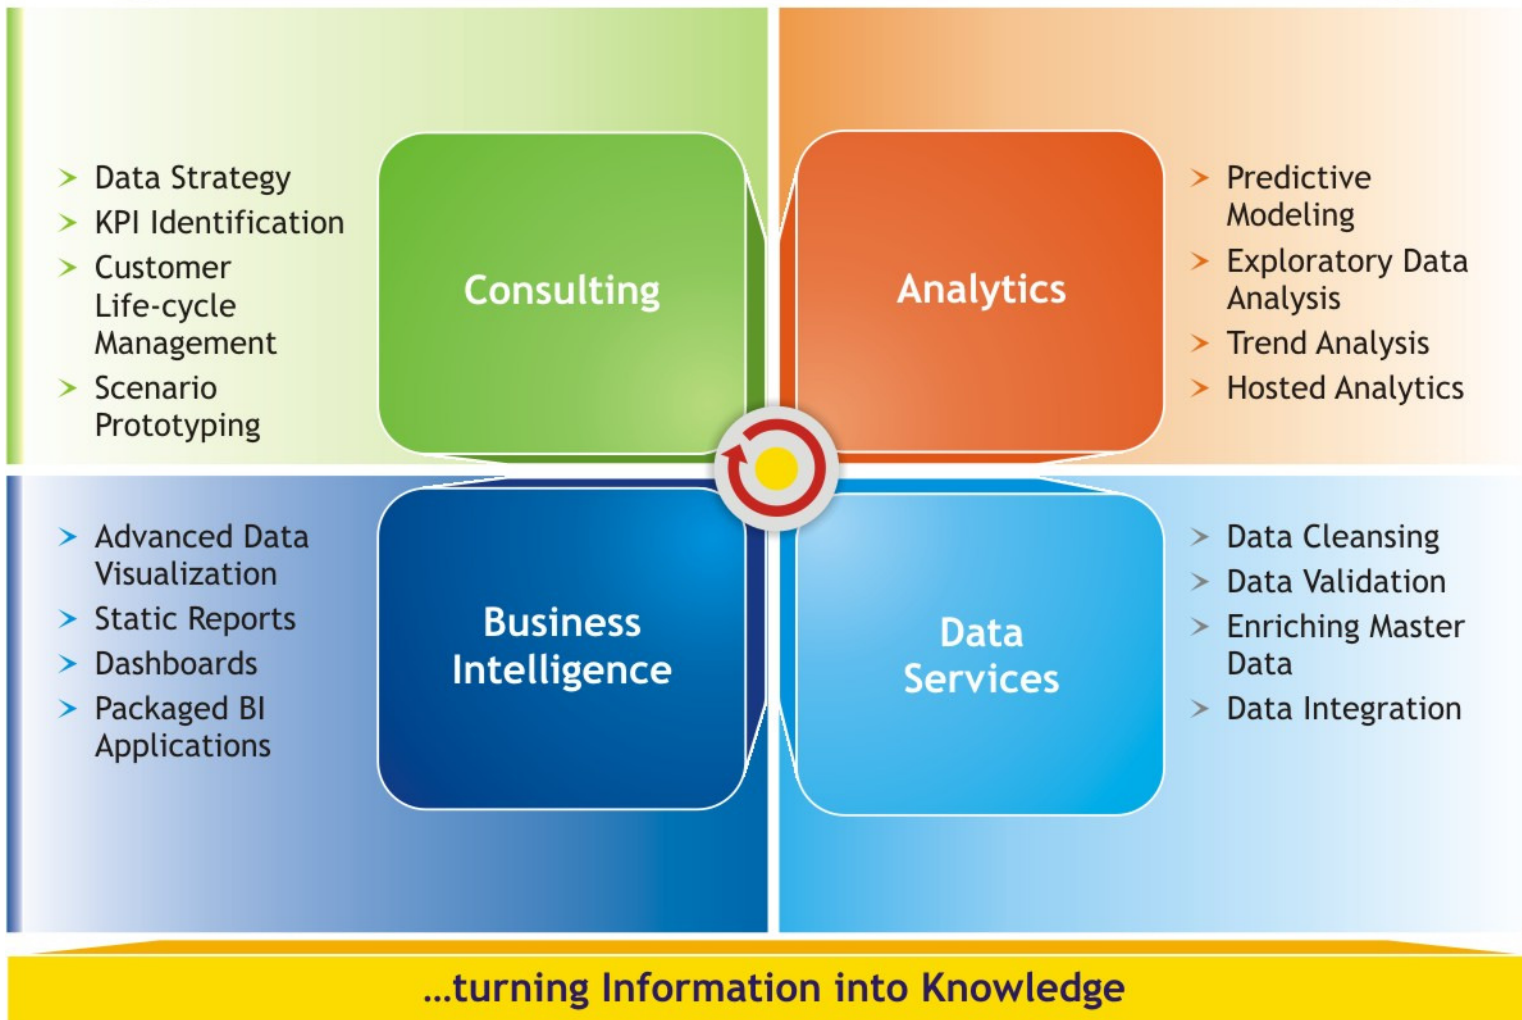 Data Strategy
KPI Identification
Customer
Life-cycle
Management
Scenario
Prototyping
Consulting
Analytics
Predictive
Modeling
Exploratory Data
Analysis
Trend Analysis
Hosted Analytics
Advanced Data
Visualization
Static Reports
Dashboards
Packaged BI
Applications
Business
Intelligence
Data
Services
Data Cleansing
Data Validation
Enriching Master
Data
Data Integration
...turning Information into Knowledge